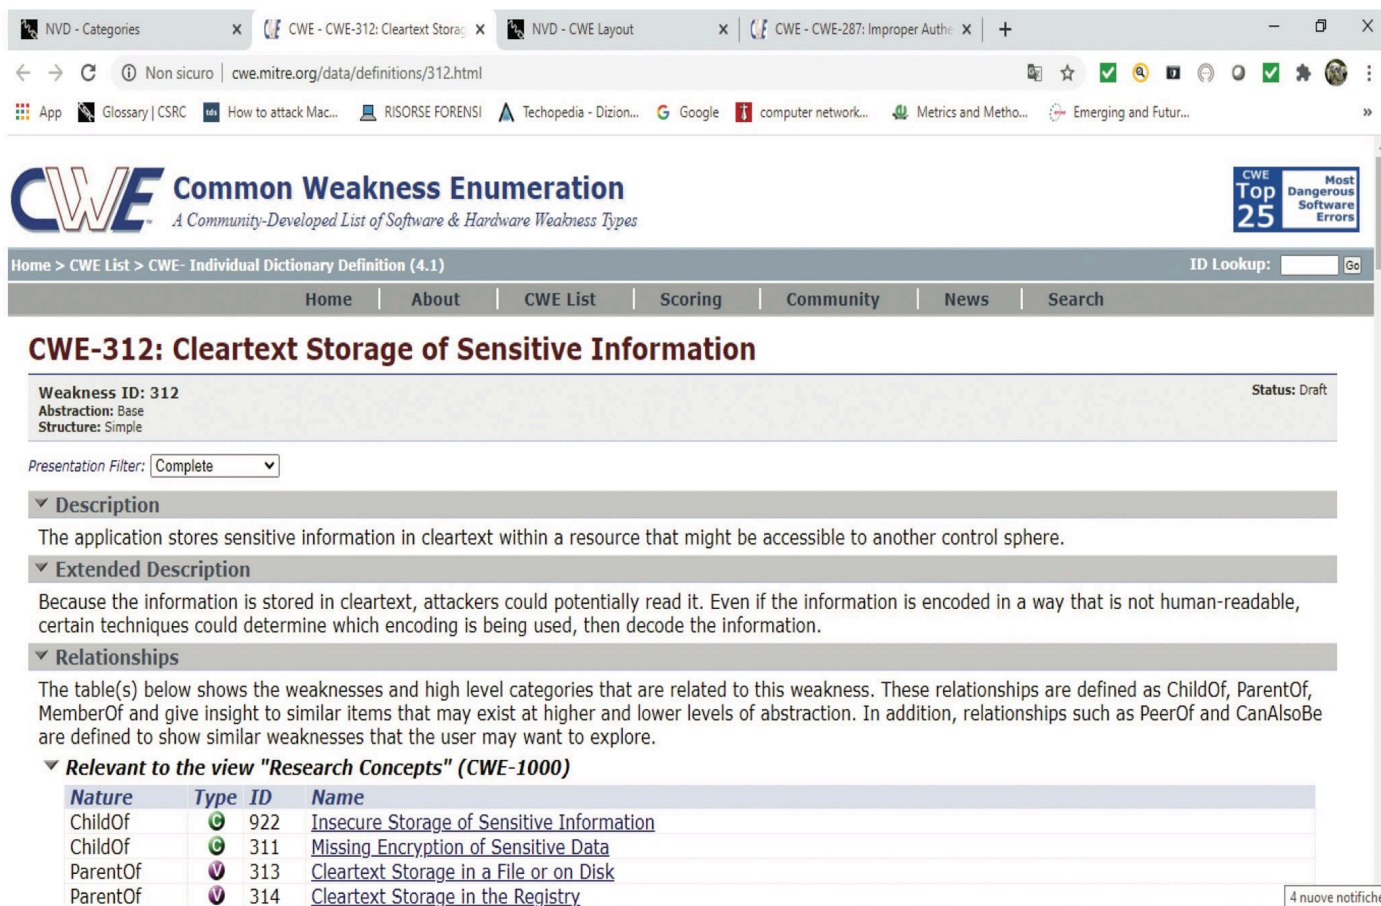 NVD - Categories
CWE - CWE-312: Cleartext Storag
NVD - CWE Layout
CWE - CWE-287: Improper Authe
Non sicuro | cwe.mitre.org/data/definitions/312.html
App Glossary | CSRC How to attack Mac... RISORSE FORENSI Techopedia - Dizion... Google computer network... Metrics and Metho... Emerging and Futur... »
CWE Common Weakness Enumeration
A Community-Developed List of Software & Hardware Weakness Types
CWE Top 25 Most Dangerous Software Errors
Home > CWE List > CWE- Individual Dictionary Definition (4.1) ID Lookup: Go
Home | About | CWE List | Scoring | Community | News | Search
CWE-312: Cleartext Storage of Sensitive Information
Weakness ID: 312 Status: Draft
Abstraction: Base
Structure: Simple
Presentation Filter: Complete
Description
The application stores sensitive information in cleartext within a resource that might be accessible to another control sphere.
Extended Description
Because the information is stored in cleartext, attackers could potentially read it. Even if the information is encoded in a way that is not human-readable,
certain techniques could determine which encoding is being used, then decode the information.
Relationships
The table(s) below shows the weaknesses and high level categories that are related to this weakness. These relationships are defined as ChildOf, ParentOf,
MemberOf and give insight to similar items that may exist at higher and lower levels of abstraction. In addition, relationships such as PeerOf and CanAlsoBe
are defined to show similar weaknesses that the user may want to explore.
Relevant to the view "Research Concepts" (CWE-1000)
Nature Type ID Name
ChildOf C 922 Insecure Storage of Sensitive Information
ChildOf C 311 Missing Encryption of Sensitive Data
ParentOf V 313 Cleartext Storage in a File or on Disk
ParentOf V 314 Cleartext Storage in the Registry
4 nuove notifiche